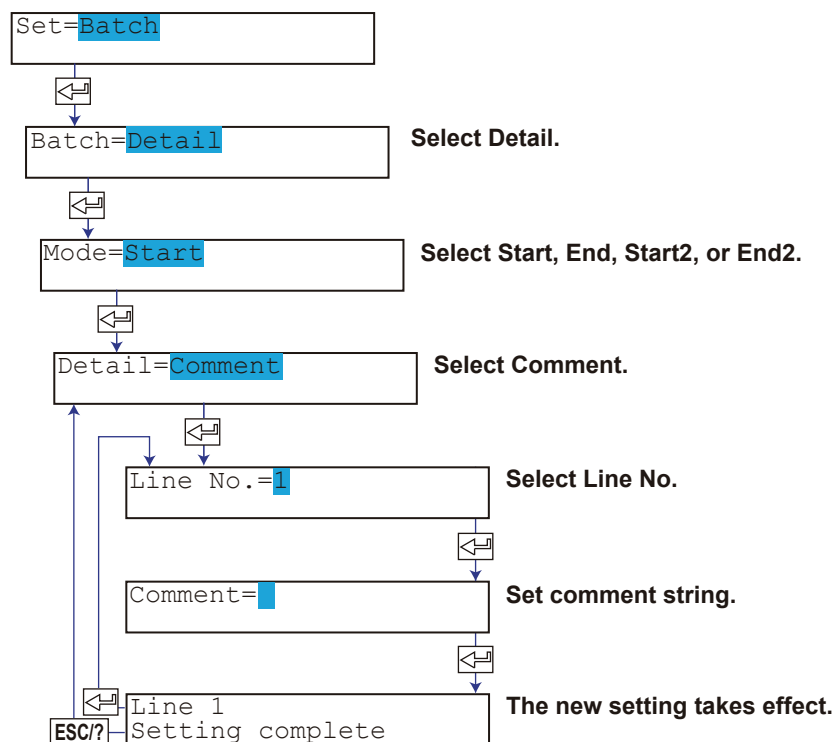 Set=Batch
Batch=Detail
Select Detail.
Mode=Start
Select Start, End, Start2, or End2.
Detail=Comment
Select Comment.
Line No.=1
Select Line No.
Comment=
Set comment string.
Line 1
The new setting takes effect.
ESC/?
Setting complete